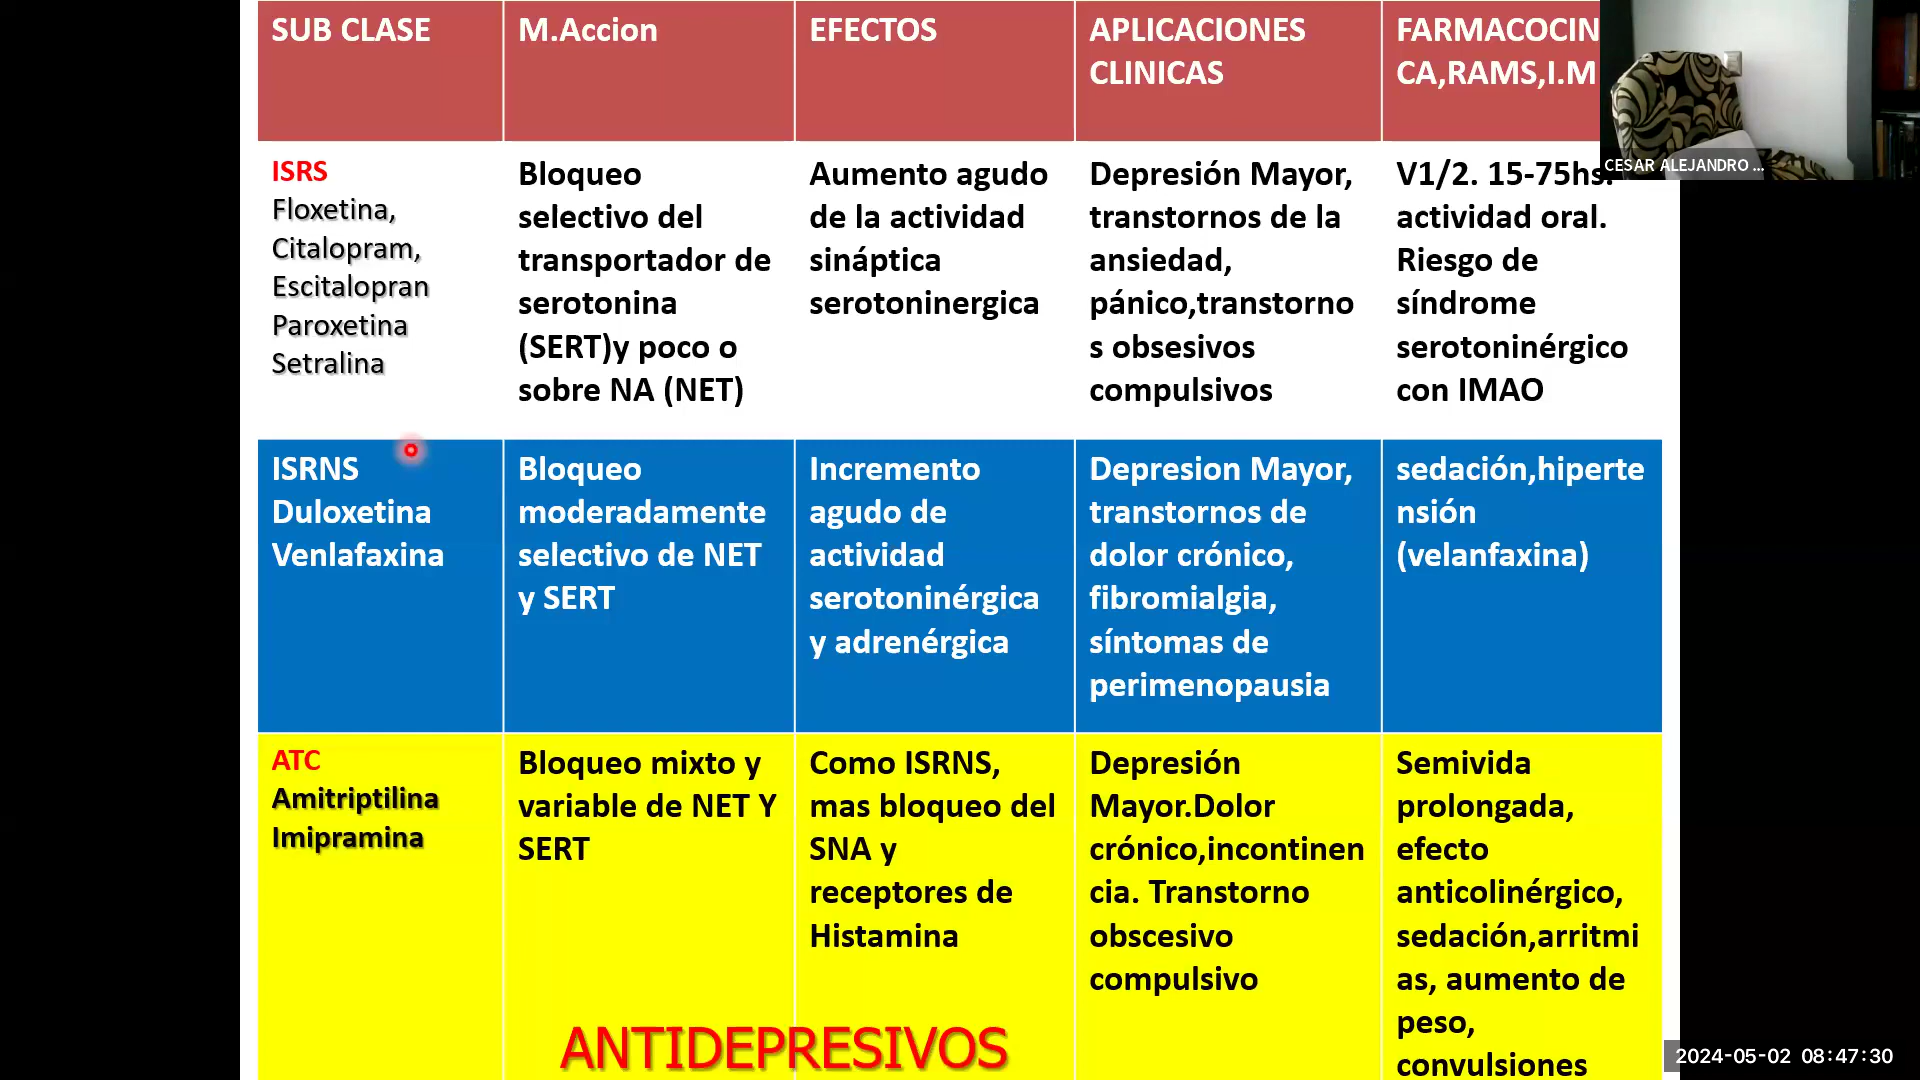 SUB CLASE
M.Accion
EFECTOS
APLICACIONES
CLINICAS
FARMACOCIN
CA,RAMS,I.M
CESAR ALEJANDRO ...
ISRS
Floxetina,
Citalopram,
Escitalopran
Paroxetina
Setralina
Bloqueo
selectivo del
transportador de
serotonina
(SERT)y poco o
sobre NA (NET)
Aumento agudo
de la actividad
sináptica
serotoninergica
Depresión Mayor,
transtornos de la
ansiedad,
pánico,transtorno
s obsesivos
compulsivos
V1/2. 15-75hs.
actividad oral.
Riesgo de
síndrome
serotoninérgico
con IMAO
ISRNS
Duloxetina
Venlafaxina
Bloqueo
moderadamente
selectivo de NET
y SERT
Incremento
agudo de
actividad
serotoninérgica
y adrenérgica
Depresion Mayor,
transtornos de
dolor crónico,
fibromialgia,
síntomas de
perimenopausia
sedación,hiperte
nsión
(velanfaxina)
ATC
Amitriptilina
Imipramina
Bloqueo mixto y
variable de NET Y
SERT
Como ISRNS,
mas bloqueo del
SNA y
receptores de
Histamina
Depresión
Mayor.Dolor
crónico,incontinen
cia. Transtorno
obscesivo
compulsivo
Semivida
prolongada,
efecto
anticolinérgico,
sedación,arritmi
as, aumento de
peso,
convulsiones
ANTIDEPRESIVOS
2024-05-02 08:47:30